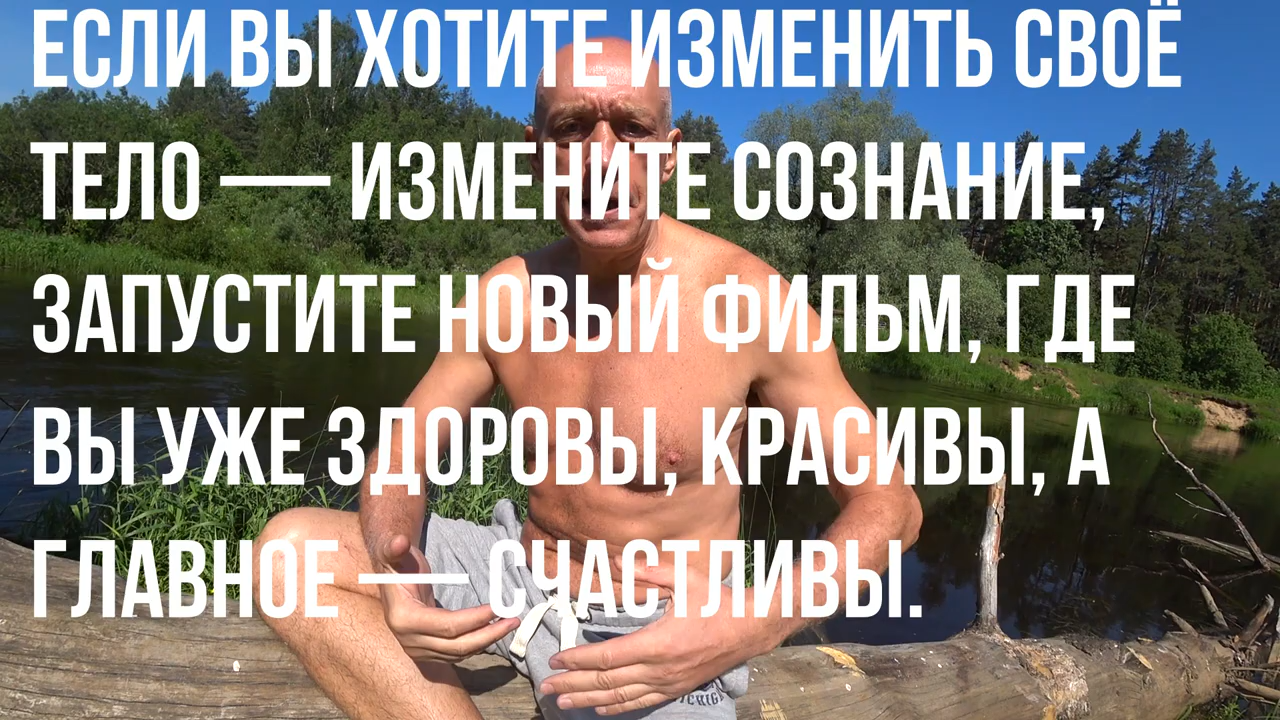 ЕСЛИ ВЫ ХОТИТЕ ИЗМЕНИТЬ СВОЁ
ТЕЛО — ИЗМЕНИТЕ СОЗНАНИЕ,
ЗАПУСТИТЕ НОВЫЙ ФИЛЬМ, ГДЕ
ВЫ УЖЕ ЗДОРОВЫ, КРАСИВЫ, А
ГЛАВНОЕ — СЧАСТЛИВЫ.